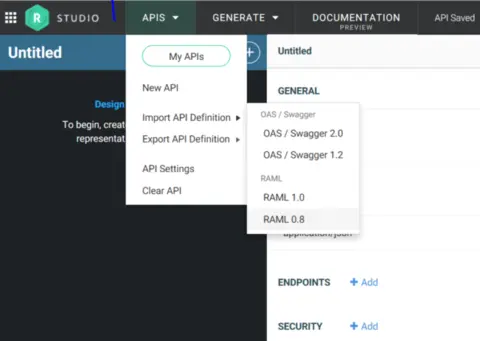 R STUDIO APIS GENERATE DOCUMENTATION API Saved
PREVIEW
Untitled
My APIs
Untitled
New API
GENERAL
Design
Import API Definition
OAS / Swagger
To begin, creat
OAS / Swagger 2.0
representat
Export API Definition
OAS / Swagger 1.2
API Settings
RAML
Clear API
RAML 1.0
RAML 0.8
application/json
ENDPOINTS + Add
SECURITY + Add